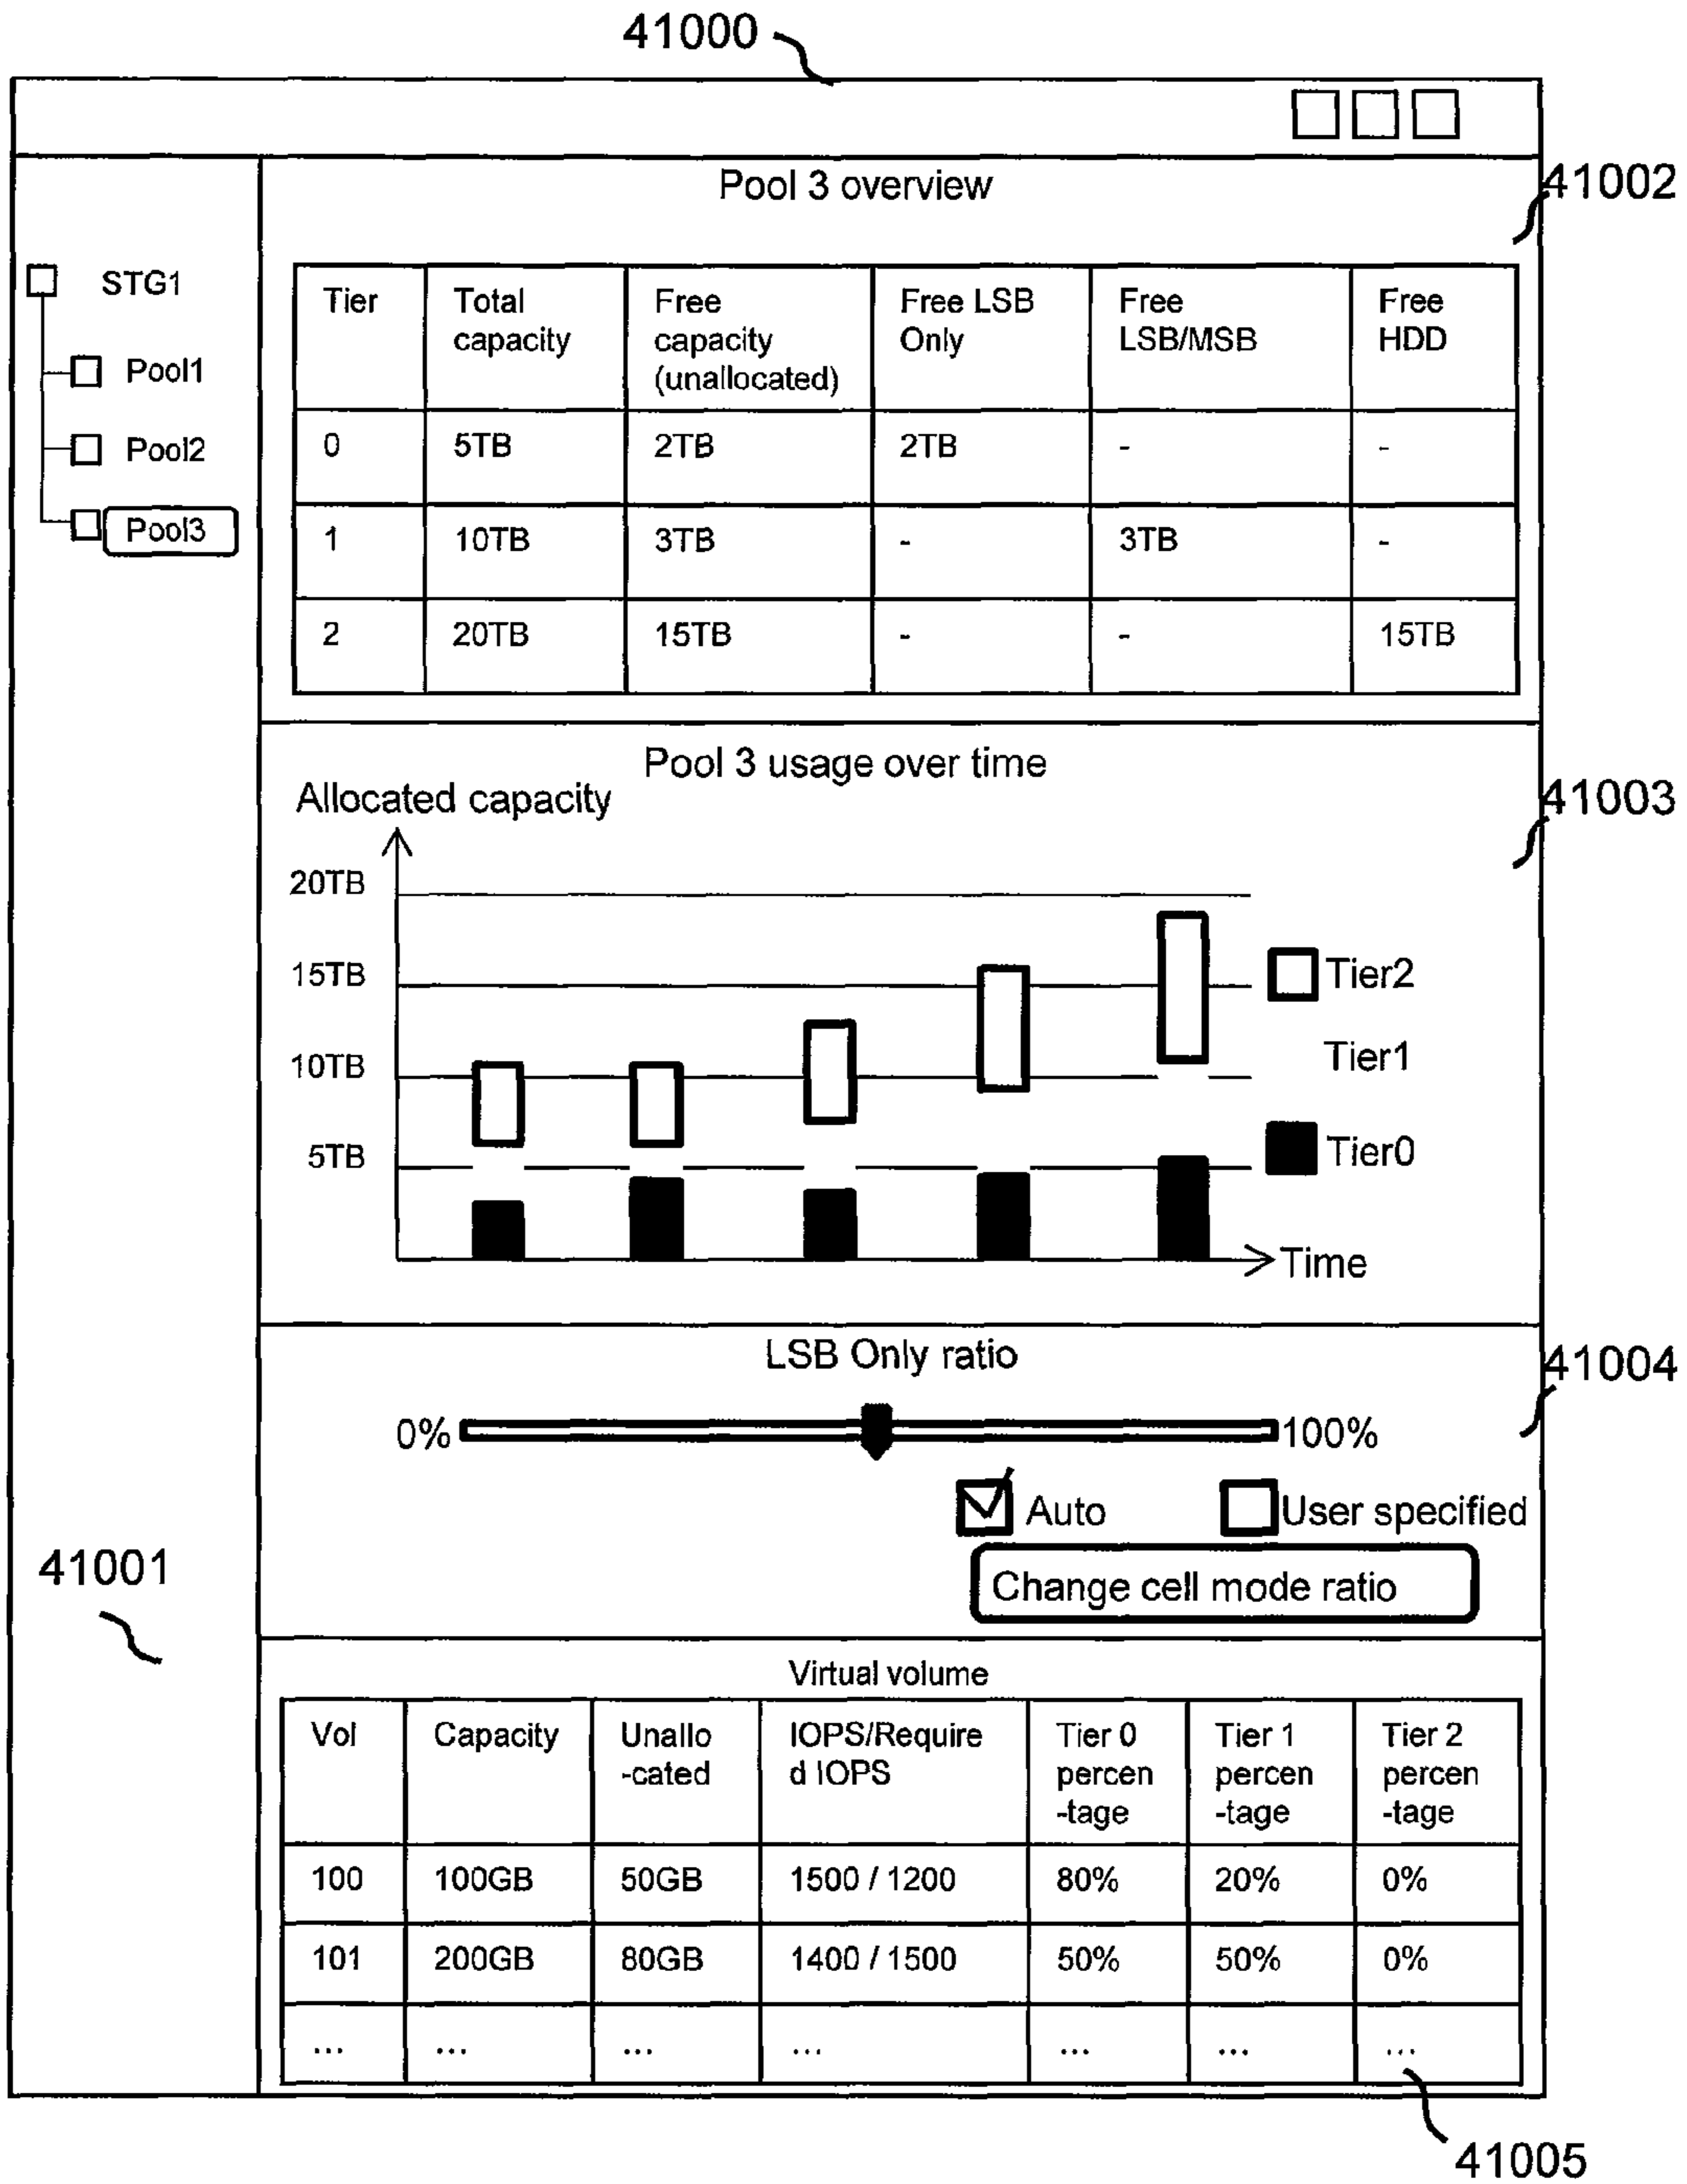 41000
Pool 3 overview
41002
STG1
Pool1
Pool2
Pool3
Tier
Total
capacity
Free
capacity
(unallocated)
Free LSB
Only
Free
LSB/MSB
Free
HDD
0 5TB 2TB 2TB - -
1 10TB 3TB - 3TB -
2 20TB 15TB - - 15TB
Pool 3 usage over time
41003
Allocated capacity
20TB
15TB
10TB
5TB
Tier2
Tier1
Tier0
Time
LSB Only ratio
41004
0% 100%
Auto User specified
Change cell mode ratio
41001
Virtual volume
Vol
Capacity
Unallo
-cated
IOPS/Require
d IOPS
Tier 0
percen
-tage
Tier 1
percen
-tage
Tier 2
percen
-tage
100 100GB 50GB 1500 / 1200 80% 20% 0%
101 200GB 80GB 1400 / 1500 50% 50% 0%
... ... ... ... ... ... ...
41005